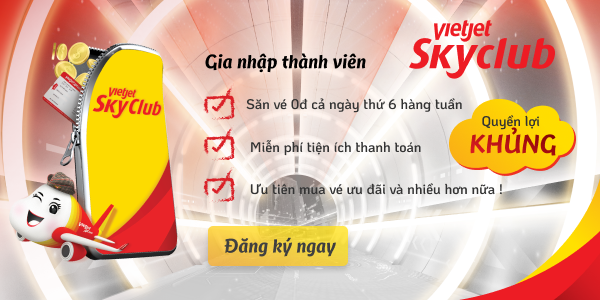 vietjet
SKYclub
Gia nhập thành viên
vietjet
SKYCLUB
Săn vé 0đ cả ngày thứ 6 hàng tuần
Quyền lợi
KHỦNG
Miễn phí tiện ích thanh toán
Ưu tiên mua vé ưu đãi và nhiều hơn nữa !
Đăng ký ngay